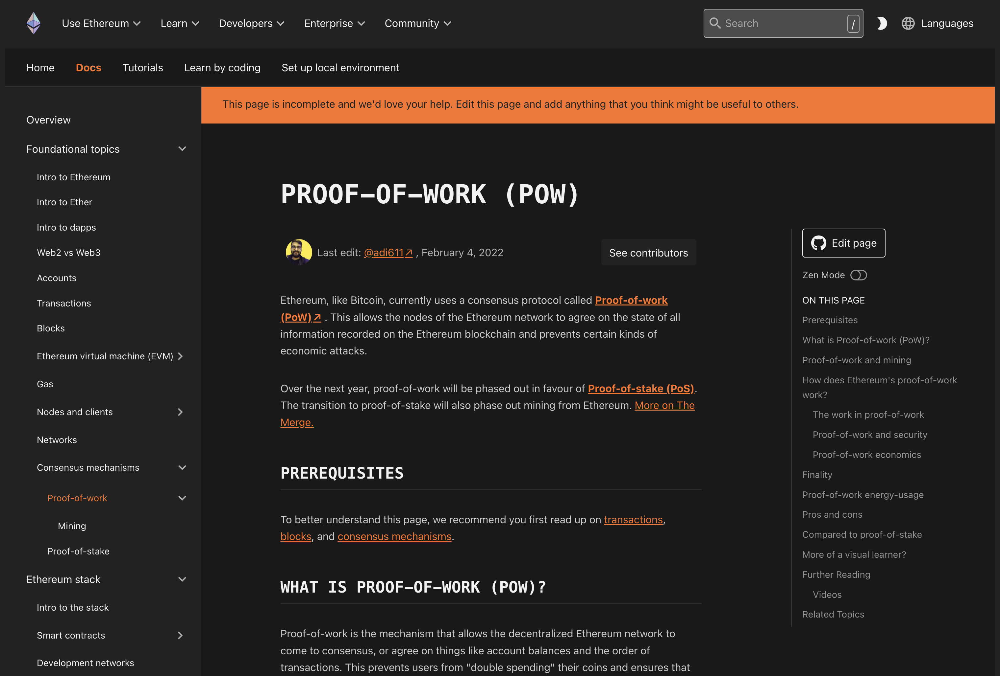 Use Ethereum
Learn
Developers
Enterprise
Community
Search
/
Languages
Home
Docs
Tutorials
Learn by coding
Set up local environment
Overview
Foundational topics
Intro to Ethereum
Intro to Ether
Intro to dapps
Web2 vs Web3
Accounts
Transactions
Blocks
Ethereum virtual machine (EVM)
Gas
Nodes and clients
Networks
Consensus mechanisms
Proof-of-work
Mining
Proof-of-stake
Ethereum stack
Intro to the stack
Smart contracts
Development networks
This page is incomplete and we'd love your help. Edit this page and add anything that you think might be useful to others.
PROOF-OF-WORK (POW)
Last edit: @adi611↗ , February 4, 2022
See contributors
Ethereum, like Bitcoin, currently uses a consensus protocol called Proof-of-work
(PoW)↗ . This allows the nodes of the Ethereum network to agree on the state of all
information recorded on the Ethereum blockchain and prevents certain kinds of
economic attacks.
Over the next year, proof-of-work will be phased out in favour of Proof-of-stake (PoS).
The transition to proof-of-stake will also phase out mining from Ethereum. More on The
Merge.
PREREQUISITES
To better understand this page, we recommend you first read up on transactions,
blocks, and consensus mechanisms.
WHAT IS PROOF-OF-WORK (POW)?
Proof-of-work is the mechanism that allows the decentralized Ethereum network to
come to consensus, or agree on things like account balances and the order of
transactions. This prevents users from "double spending" their coins and ensures that
Edit page
Zen Mode
ON THIS PAGE
Prerequisites
What is Proof-of-work (PoW)?
Proof-of-work and mining
How does Ethereum's proof-of-work
work?
The work in proof-of-work
Proof-of-work and security
Proof-of-work economics
Finality
Proof-of-work energy-usage
Pros and cons
Compared to proof-of-stake
More of a visual learner?
Further Reading
Videos
Related Topics